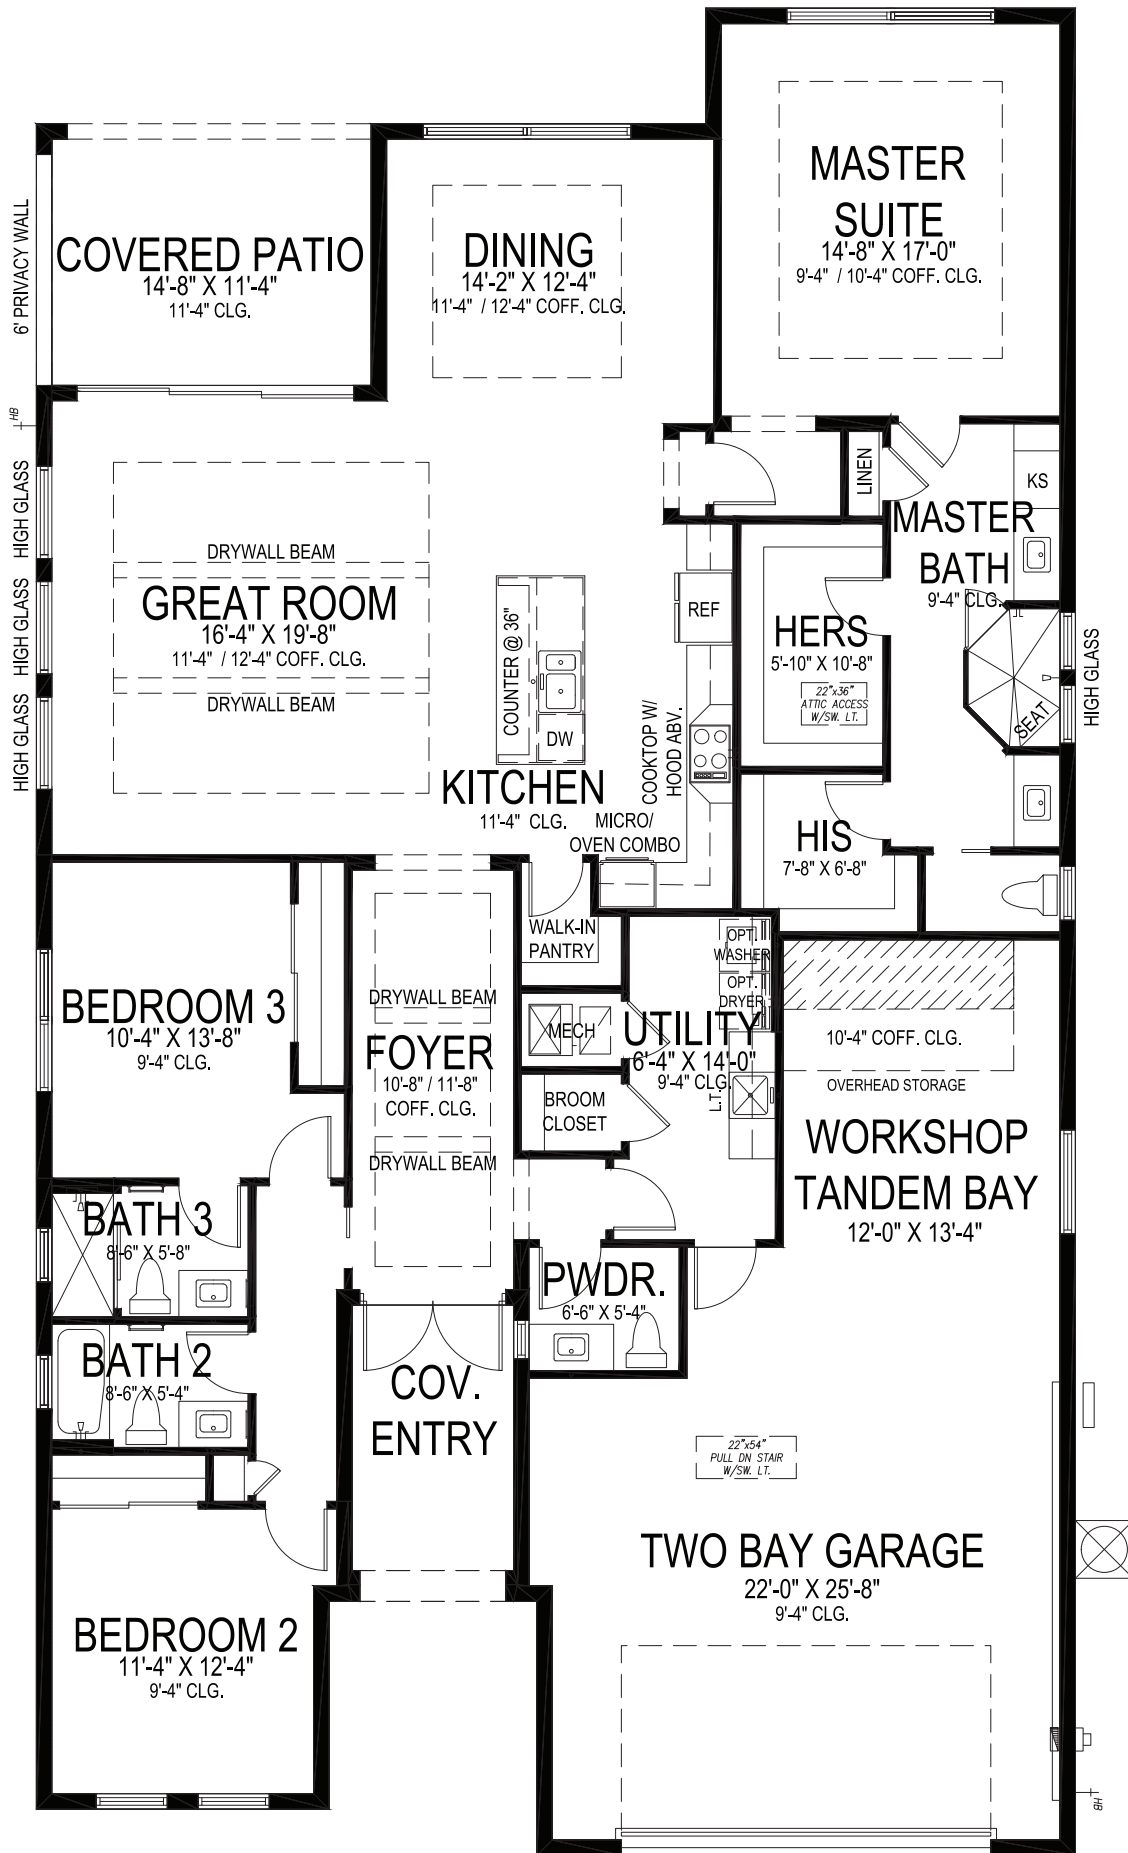 MASTER
SUITE
14'-8" X 17'-0"
9'-4" / 10'-4" COFF. CLG.
6' PRIVACY WALL
COVERED PATIO
14'-8" X 11'-4"
11'-4" CLG.
DINING
14'-2" X 12'-4"
11'-4" / 12'-4" COFF. CLG.
HB
HIGH GLASS
HIGH GLASS
HIGH GLASS
DRYWALL BEAM
GREAT ROOM
16'-4" X 19'-8"
11'-4" / 12'-4" COFF. CLG.
DRYWALL BEAM
LINEN
KS
MASTER
BATH
9'-4" CLG.
REF
COUNTER @ 36"
DW
HERS
5'-10" X 10'-8"
22"x36"
ATTIC ACCESS
W/SW. LT.
SEAT
HIGH GLASS
COOKTOP W/
HOOD ABV.
KITCHEN
11'-4" CLG.
MICRO/
OVEN COMBO
HIS
7'-8" X 6'-8"
WALK-IN
PANTRY
OPT.
WASHER
OPT.
DRYER
BEDROOM 3
10'-4" X 13'-8"
9'-4" CLG.
DRYWALL BEAM
FOYER
10'-8" / 11'-8"
COFF. CLG.
DRYWALL BEAM
MECH
UTILITY
6'-4" X 14'-0"
9'-4" CLG.
L.T.
BROOM
CLOSET
10'-4" COFF. CLG.
OVERHEAD STORAGE
WORKSHOP
TANDEM BAY
12'-0" X 13'-4"
BATH 3
8'-6" X 5'-8"
PWDR.
6'-6" X 5'-4"
BATH 2
8'-6" X 5'-4"
COV.
ENTRY
22"x54"
PULL DN STAIR
W/SW. LT.
TWO BAY GARAGE
22'-0" X 25'-8"
9'-4" CLG.
BEDROOM 2
11'-4" X 12'-4"
9'-4" CLG.
HB